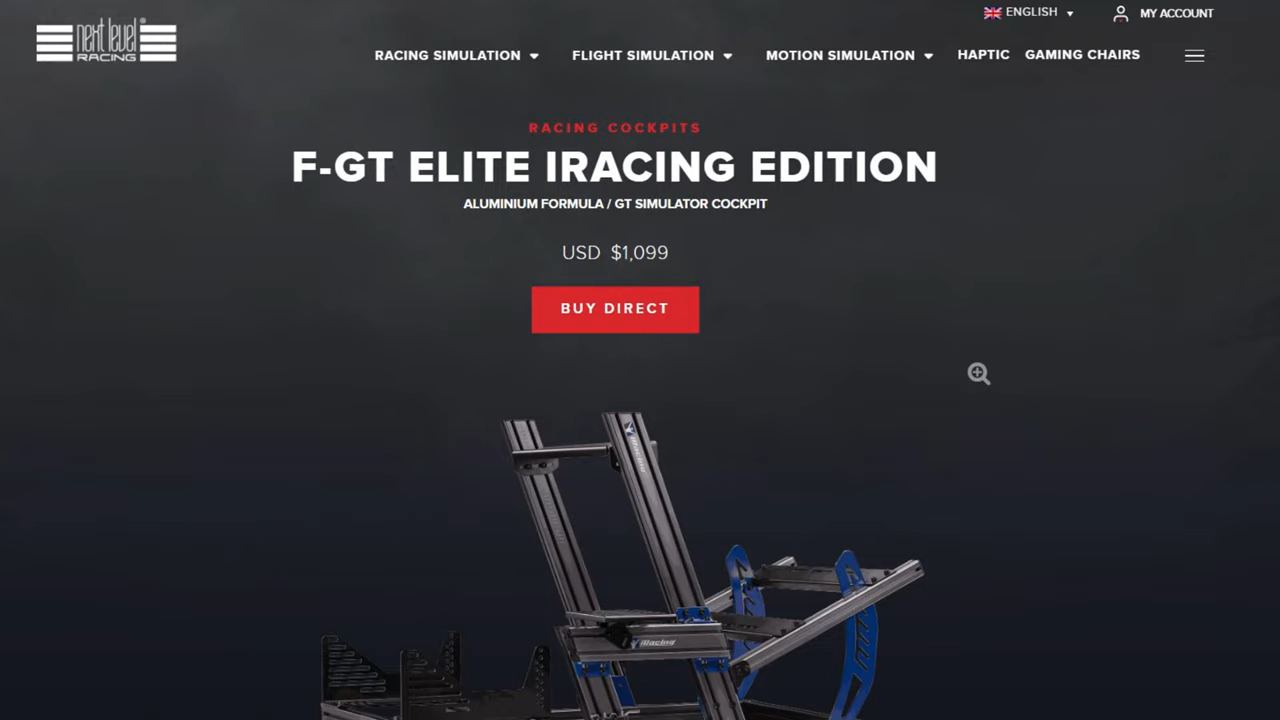 next level
RACING
ENGLISH
MY ACCOUNT
RACING SIMULATION
FLIGHT SIMULATION
MOTION SIMULATION
HAPTIC
GAMING CHAIRS
RACING COCKPITS
F-GT ELITE IRACING EDITION
ALUMINIUM FORMULA / GT SIMULATOR COCKPIT
USD $1,099
BUY DIRECT
iRacing
iRacing